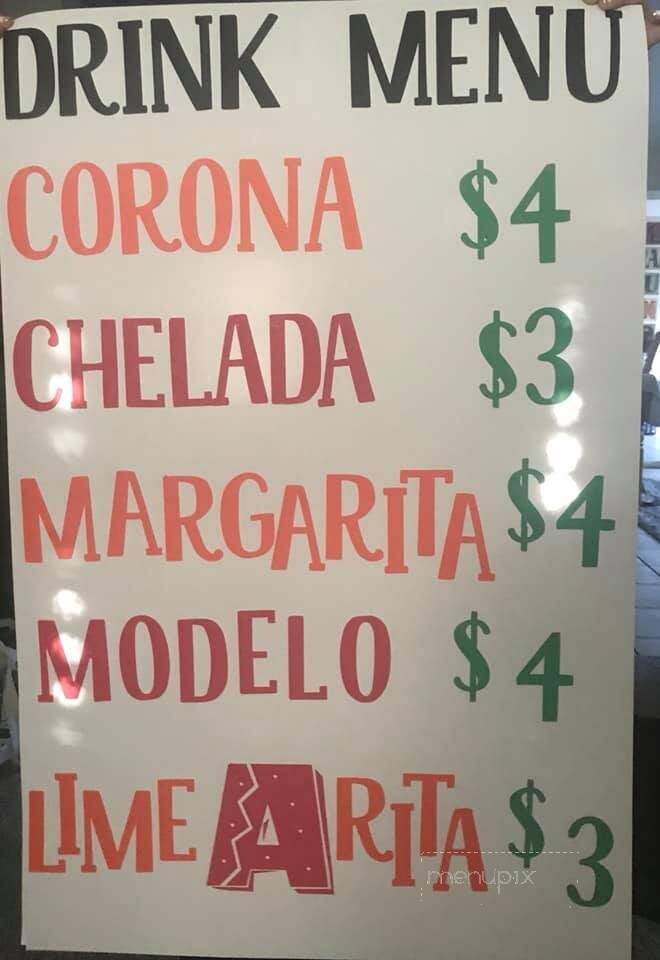 DRINK MENU
CORONA $4
CHELADA $3
MARGARITA $4
MODELO $4
LIME A RITA $3
menupix